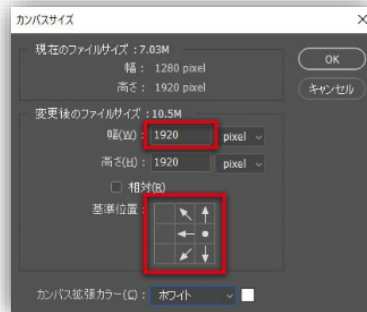 カンバスサイズ
現在のファイルサイズ : 7.03M
幅 : 1280 pixel
高さ : 1920 pixel
OK
キャンセル
変更後のファイルサイズ : 10.5M
幅(W) : 1920 pixel
高さ(H) : 1920 pixel
相対(R)
基準位置 :
カンバス拡張カラー(C) : ホワイト